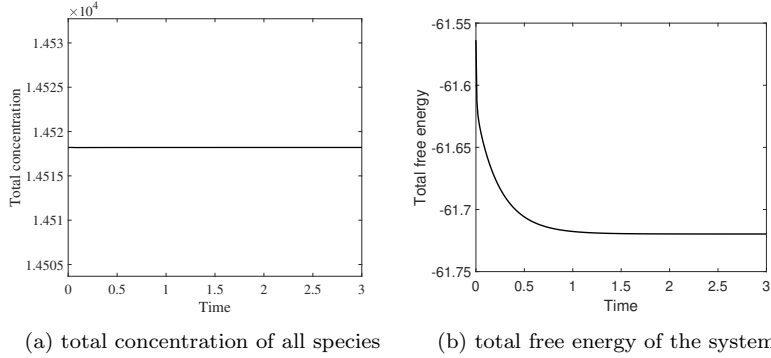 ×10⁴
1.453
1.4525
1.452
1.4515
1.451
1.4505
Total concentration
0 0.5 1 1.5 2 2.5 3
Time
-61.55
-61.6
-61.65
-61.7
-61.75
Total free energy
0 0.5 1 1.5 2 2.5 3
Time
(a) total concentration of all species
(b) total free energy of the system